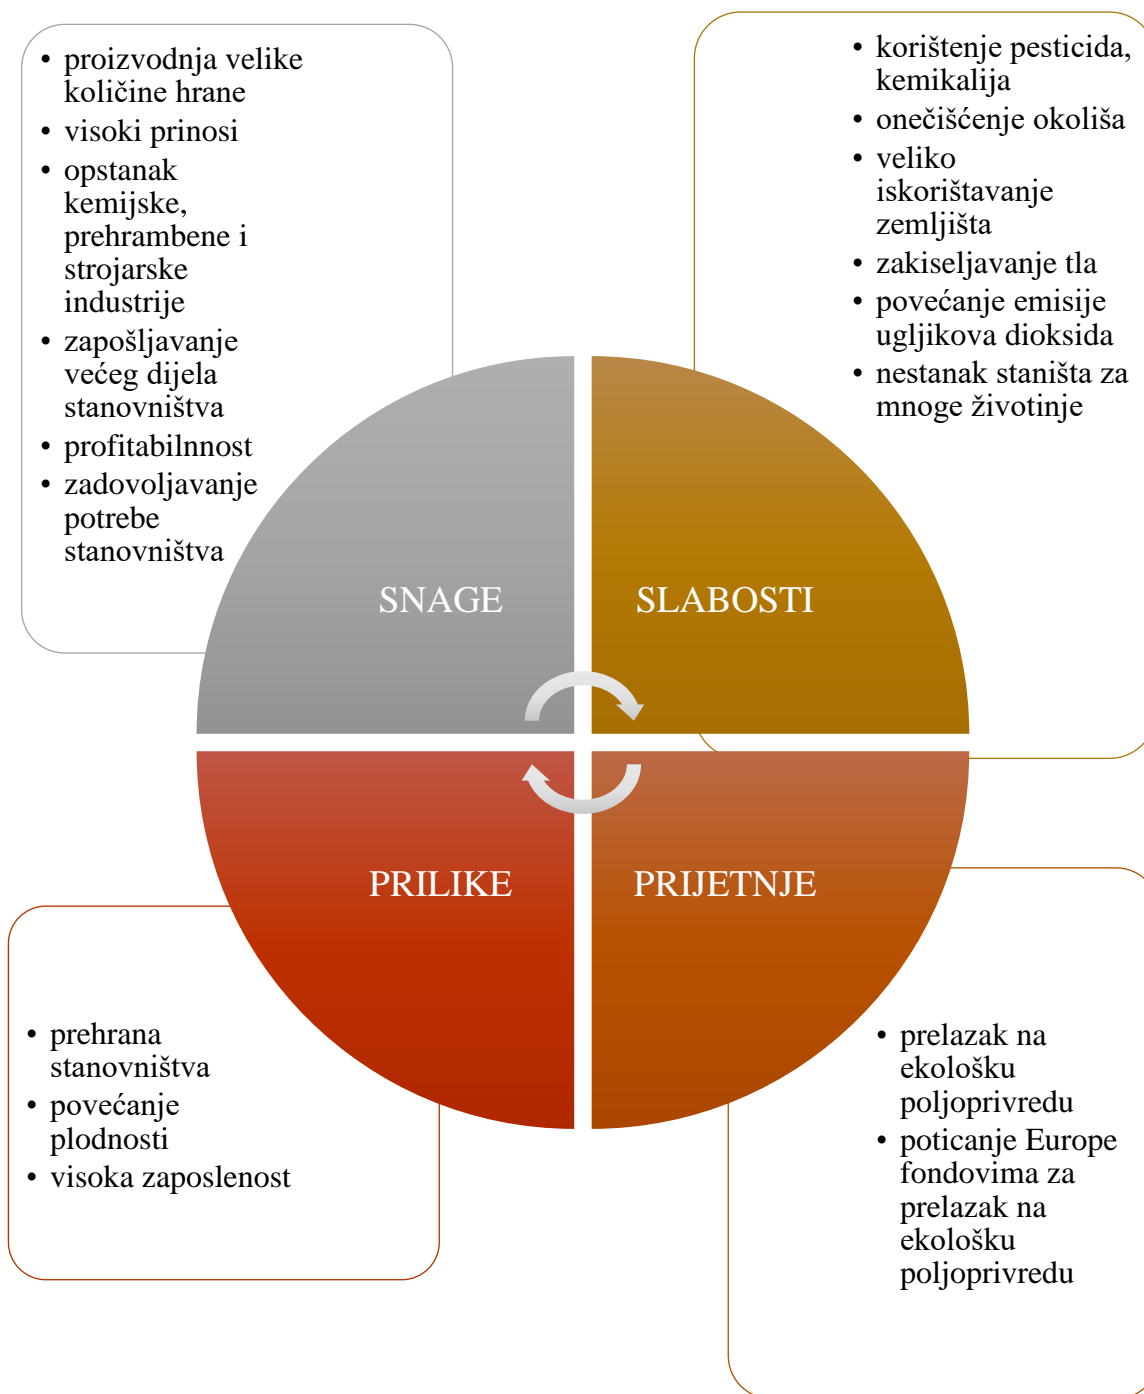 • proizvodnja velike
količine hrane
• visoki prinosi
• opstanak
kemijske,
prehrambene i
strojarske
industrije
• zapošljavanje
većeg dijela
stanovništva
• profitabilnnost
• zadovoljavanje
potrebe
stanovništva
• korištenje pesticida,
kemikalija
• onečišćenje okoliša
• veliko
iskorištavanje
zemljišta
• zakiseljavanje tla
• povećanje emisije
ugljikova dioksida
• nestanak staništa za
mnoge životinje
SNAGE
SLABOSTI
PRILIKE
PRIJETNJE
• prehrana
stanovništva
• povećanje
plodnosti
• visoka zaposlenost
• prelazak na
ekološku
poljoprivredu
• poticanje Europe
fondovima za
prelazak na
ekološku
poljoprivredu